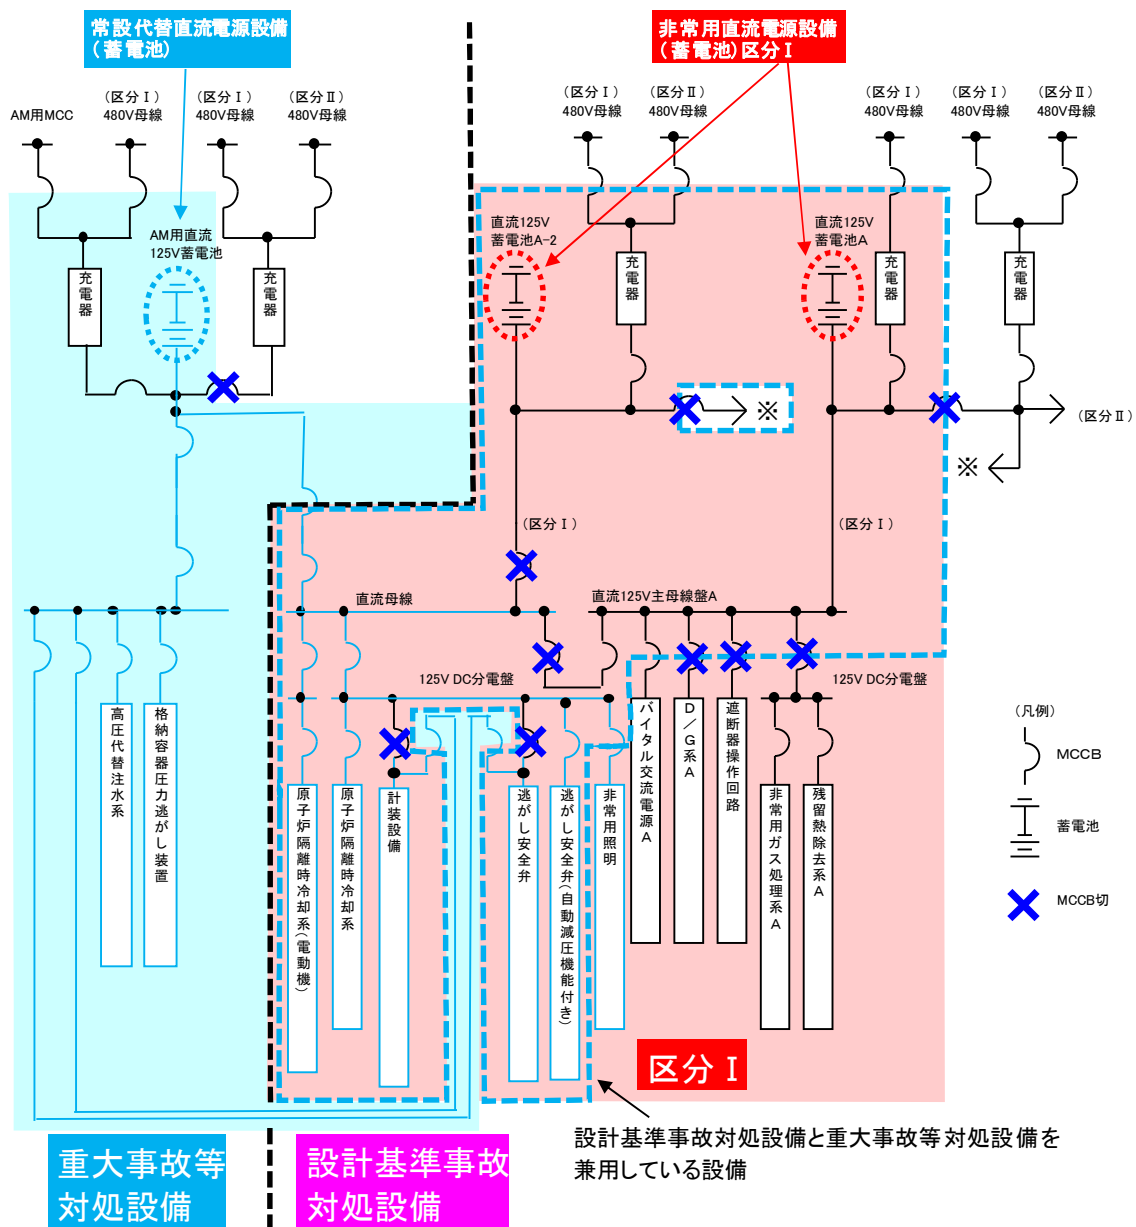 常設代替直流電源設備
(蓄電池)
非常用直流電源設備
(蓄電池)区分Ⅰ
AM用MCC
(区分Ⅰ)
480V母線
(区分Ⅰ)
480V母線
(区分Ⅱ)
480V母線
(区分Ⅰ)
480V母線
(区分Ⅱ)
480V母線
(区分Ⅰ)
480V母線
(区分Ⅰ)
480V母線
(区分Ⅱ)
480V母線
AM用直流
125V蓄電池
充電器
充電器
直流125V
蓄電池A-2
充電器
直流125V
蓄電池A
充電器
充電器
※
(区分Ⅱ)
※
(区分Ⅰ)
(区分Ⅰ)
直流母線
直流125V主母線盤A
125V DC分電盤
125V DC分電盤
高圧代替注水系
格納容器圧力逃がし装置
原子炉隔離時冷却系(電動機)
原子炉隔離時冷却系
計装設備
逃がし安全弁
逃がし安全弁(自動減圧機能付き)
非常用照明
バイタル交流電源A
D/G系A
遮断器操作回路
非常用ガス処理系A
残留熱除去系A
(凡例)
MCCB
蓄電池
MCCB切
区分Ⅰ
設計基準事故対処設備と重大事故等対処設備を
兼用している設備
重大事故等
対処設備
設計基準事故
対処設備